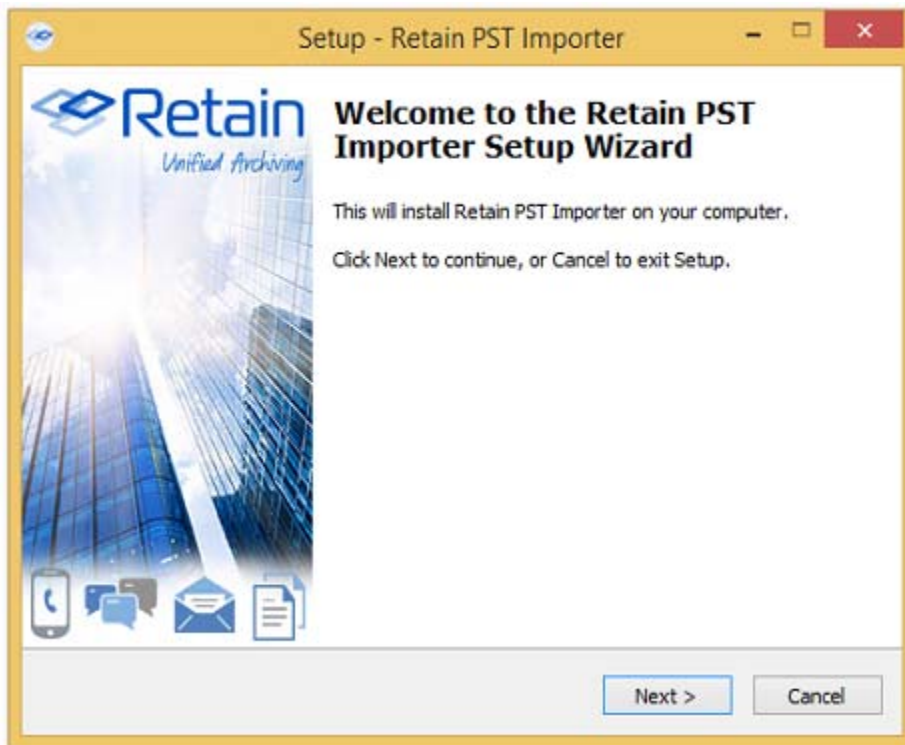 Setup - Retain PST Importer
Retain
Unified Archiving
Welcome to the Retain PST
Importer Setup Wizard
This will install Retain PST Importer on your computer.
Click Next to continue, or Cancel to exit Setup.
Next >
Cancel